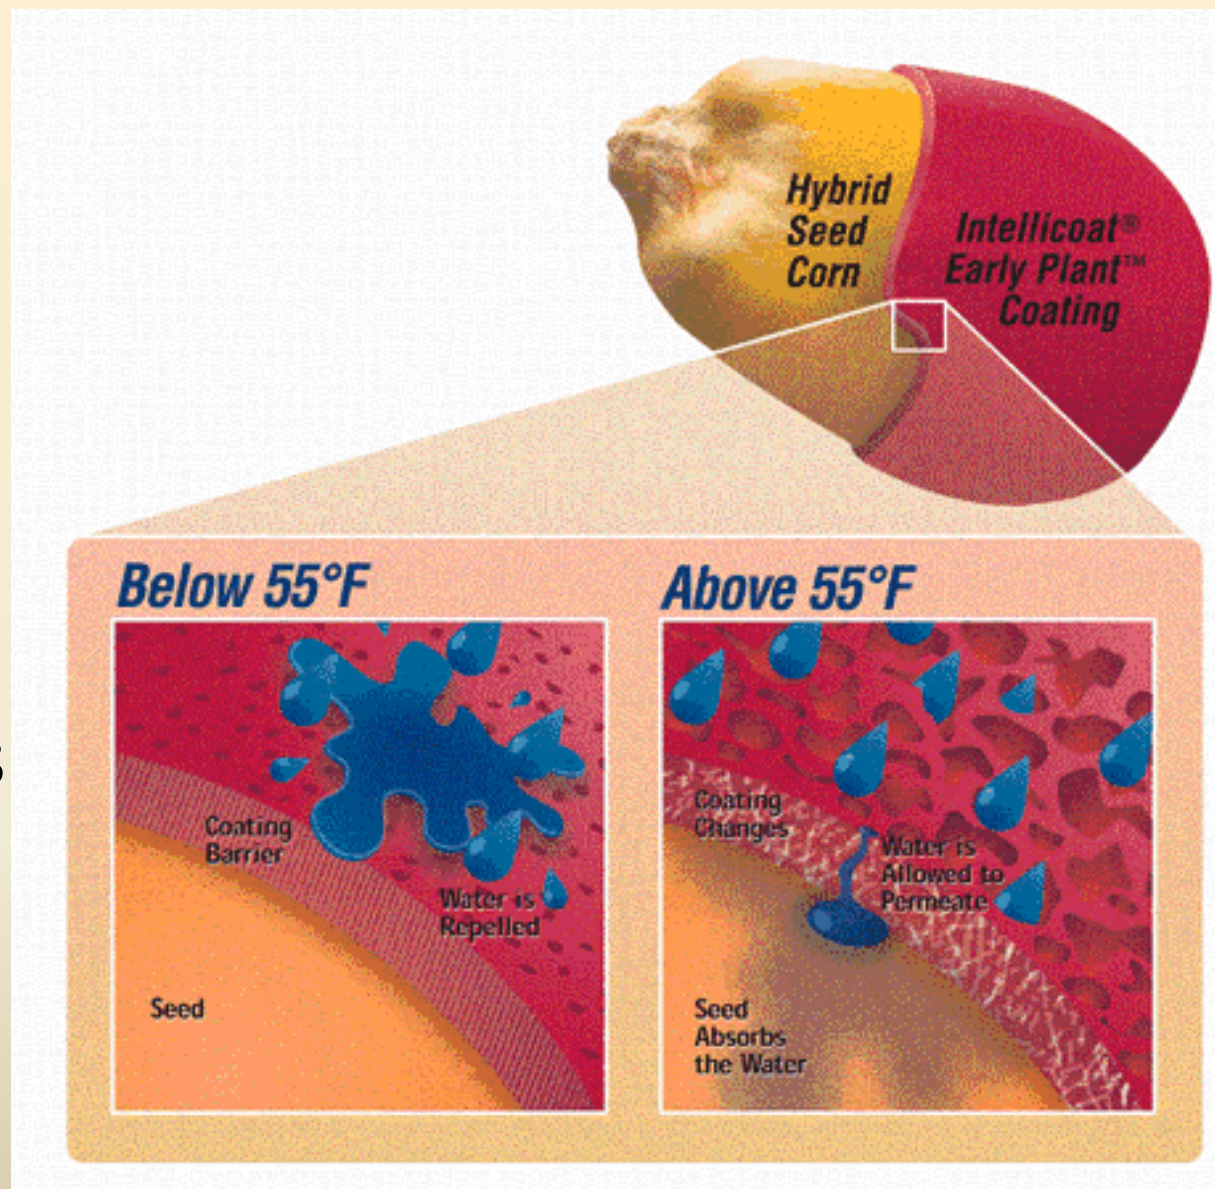 Hybrid
Seed
Corn
Intellicoat®
Early Plant™
Coating
Below 55°F
Above 55°F
Coating
Barrier
Water is
Repelled
Seed
Coating
Changes
Water is
Allowed to
Permeate
Seed
Absorbs
the Water